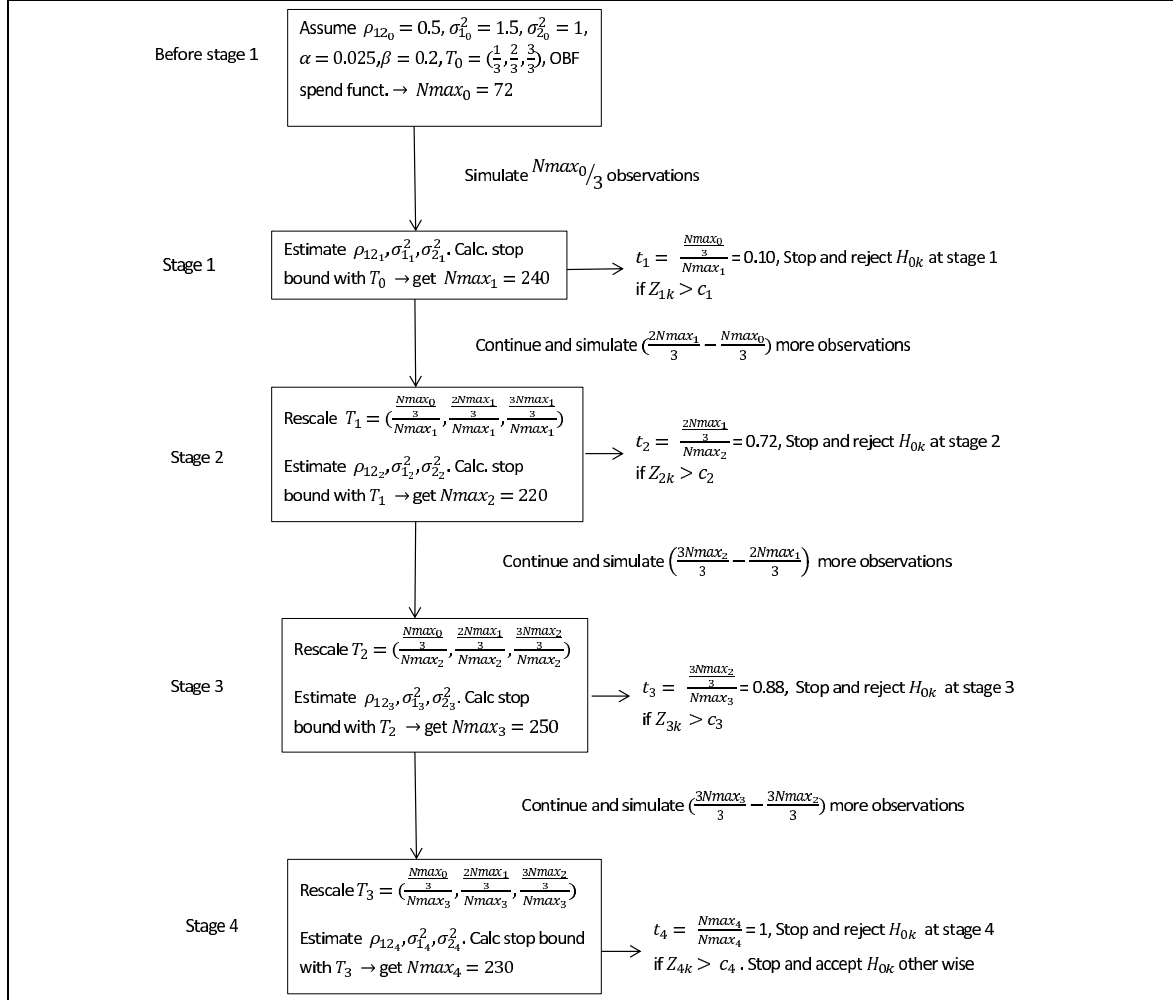 Before stage 1
Assume ρ₁₂₀ = 0.5, σ²₁₀ = 1.5, σ²₂₀ = 1,
α = 0.025,β = 0.2, T₀ = (1/3, 2/3, 3/3), OBF
spend funct. → Nmax₀ = 72
Simulate Nmax₀/3 observations
Stage 1
Estimate ρ₁₂₁,σ²₁₁,σ²₂₁. Calc. stop
bound with T₀ → get Nmax₁ = 240
t₁ = (Nmax₀/3)/Nmax₁ = 0.10, Stop and reject H₀ₖ at stage 1
if Z₁ₖ > c₁
Continue and simulate (2Nmax₁/3 − Nmax₀/3) more observations
Stage 2
Rescale T₁ = ((Nmax₀/3)/Nmax₁, (2Nmax₁/3)/Nmax₁, (3Nmax₁/3)/Nmax₁)
Estimate ρ₁₂₂,σ²₁₂,σ²₂₂. Calc. stop
bound with T₁ → get Nmax₂ = 220
t₂ = (2Nmax₁/3)/Nmax₂ = 0.72, Stop and reject H₀ₖ at stage 2
if Z₂ₖ > c₂
Continue and simulate (3Nmax₂/3 − 2Nmax₁/3) more observations
Stage 3
Rescale T₂ = ((Nmax₀/3)/Nmax₂, (2Nmax₁/3)/Nmax₂, (3Nmax₂/3)/Nmax₂)
Estimate ρ₁₂₃,σ²₁₃,σ²₂₃. Calc stop
bound with T₂ → get Nmax₃ = 250
t₃ = (3Nmax₂/3)/Nmax₃ = 0.88, Stop and reject H₀ₖ at stage 3
if Z₃ₖ > c₃
Continue and simulate (3Nmax₃/3 − 3Nmax₂/3) more observations
Stage 4
Rescale T₃ = ((Nmax₀/3)/Nmax₃, (2Nmax₁/3)/Nmax₃, (3Nmax₂/3)/Nmax₃)
Estimate ρ₁₂₄,σ²₁₄,σ²₂₄. Calc stop bound
with T₃ → get Nmax₄ = 230
t₄ = Nmax₄/Nmax₄ = 1, Stop and reject H₀ₖ at stage 4
if Z₄ₖ > c₄ . Stop and accept H₀ₖ other wise